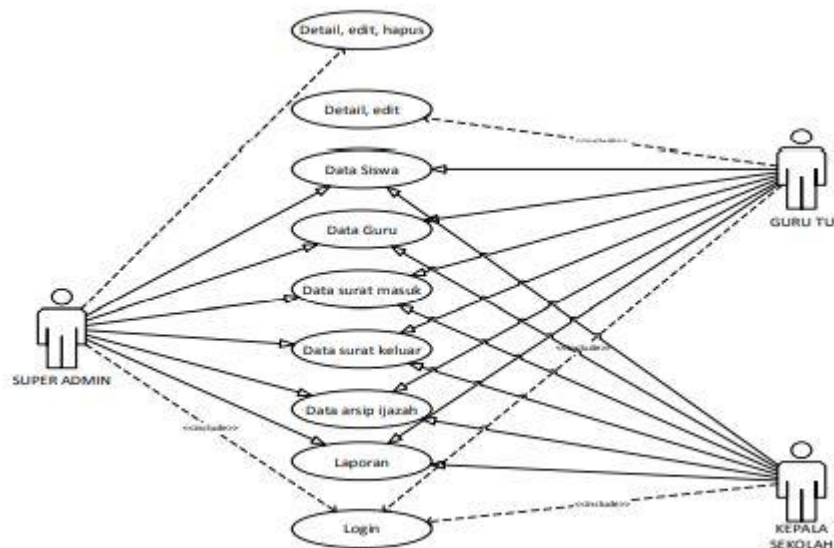 Detail, edit, hapus
Detail, edit
<<include>>
Data Siswa
GURU TU
Data Guru
Data surat masuk
Data surat keluar
<<include>>
SUPER ADMIN
Data arsip ijazah
<<include>>
Laporan
<<include>>
Login
KEPALA
SEKOLAH